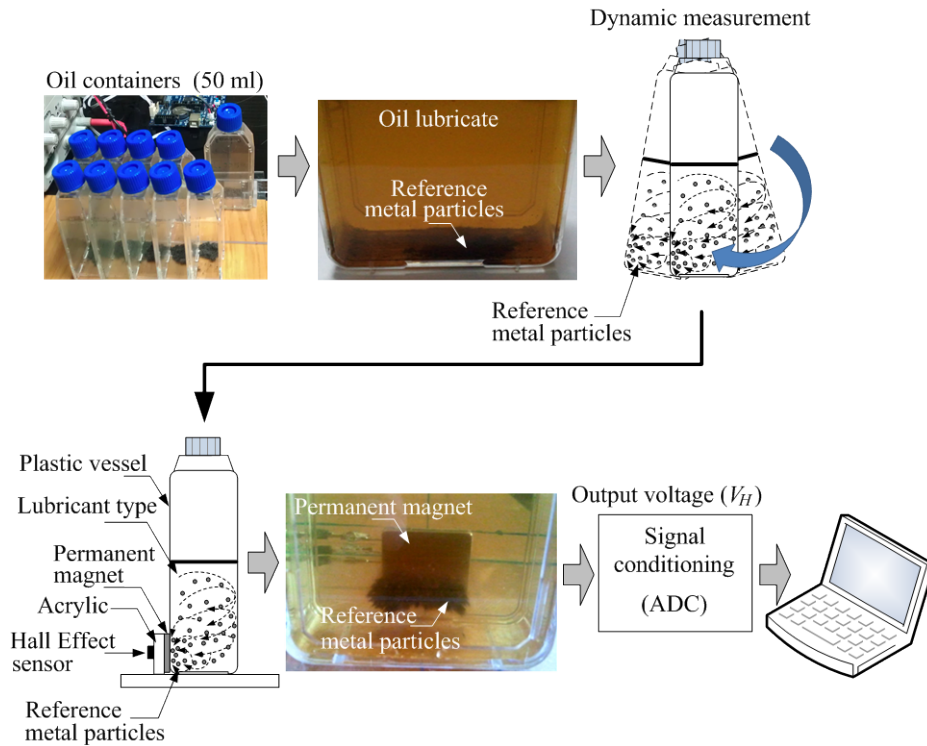 Dynamic measurement
Oil containers (50 ml)
Oil lubricate
Reference
metal particles
Reference
metal particles
Plastic vessel
Lubricant type
Permanent
magnet
Acrylic
Hall Effect
sensor
Reference
metal particles
Permanent magnet
Reference
metal particles
Output voltage (V_H)
Signal
conditioning
(ADC)